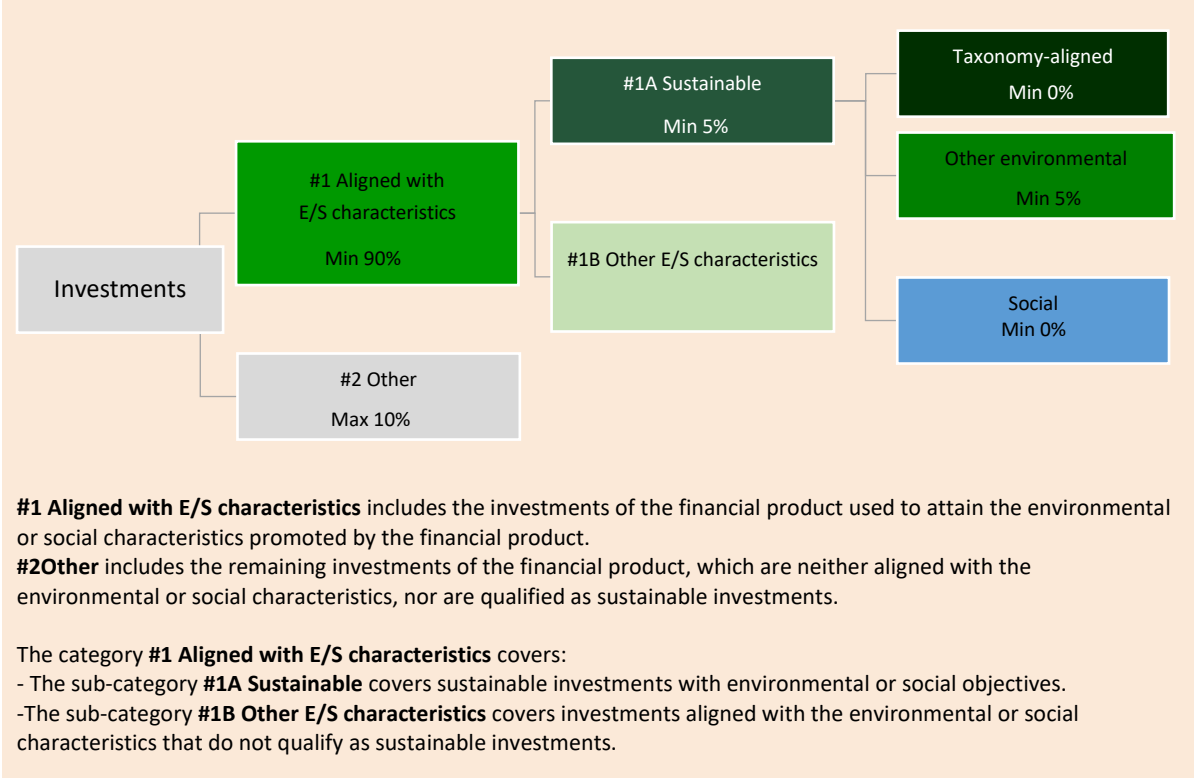 Investments
#1 Aligned with
E/S characteristics
Min 90%
#2 Other
Max 10%
#1A Sustainable
Min 5%
#1B Other E/S characteristics
Taxonomy-aligned
Min 0%
Other environmental
Min 5%
Social
Min 0%
#1 Aligned with E/S characteristics includes the investments of the financial product used to attain the environmental
or social characteristics promoted by the financial product.
#2Other includes the remaining investments of the financial product, which are neither aligned with the
environmental or social characteristics, nor are qualified as sustainable investments.
The category #1 Aligned with E/S characteristics covers:
- The sub-category #1A Sustainable covers sustainable investments with environmental or social objectives.
-The sub-category #1B Other E/S characteristics covers investments aligned with the environmental or social
characteristics that do not qualify as sustainable investments.